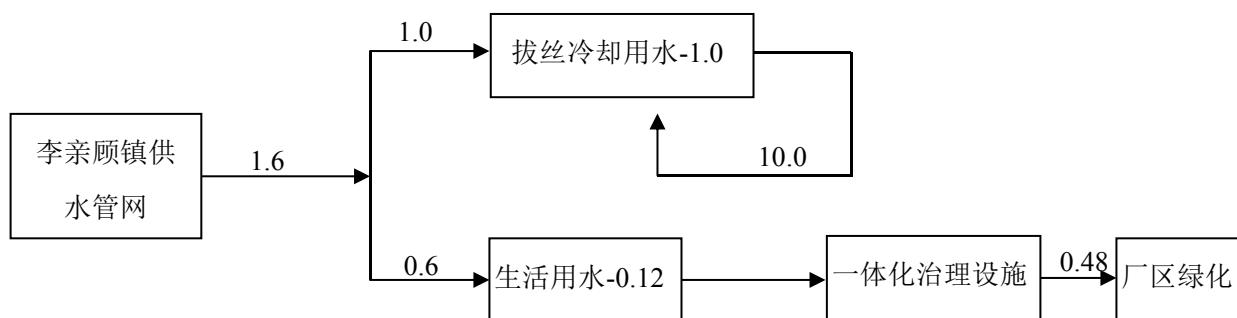 1.0
拔丝冷却用水-1.0
李亲顾镇供
水管网
1.6
10.0
0.6
生活用水-0.12
一体化治理设施
0.48
厂区绿化